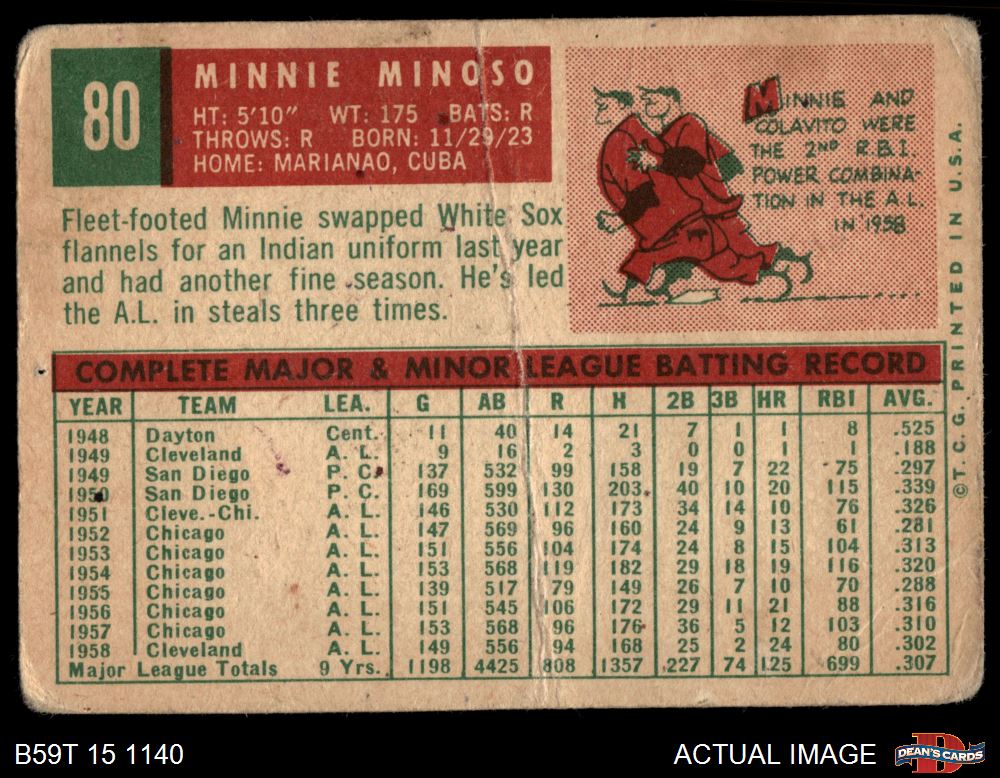 80
MINNIE MINOSO
HT: 5'10" WT: 175 BATS: R
THROWS: R BORN: 11/29/23
HOME: MARIANAO, CUBA
MINNIE AND
COLAVITO WERE
THE 2ND R.B.I.
POWER COMBINA-
TION IN THE A.L.
IN 1958
Fleet-footed Minnie swapped White Sox
flannels for an Indian uniform last year
and had another fine season. He's led
the A.L. in steals three times.
COMPLETE MAJOR & MINOR LEAGUE BATTING RECORD
YEAR TEAM LEA. G AB R H 2B 3B HR RBI AVG.
1948 Dayton Cent. 11 40 14 21 7 1 1 8 .525
1949 Cleveland A. L. 9 16 2 3 0 0 1 1 .188
1949 San Diego P. C. 137 532 99 158 19 7 22 75 .297
1950 San Diego P. C. 169 599 130 203 40 10 20 115 .339
1951 Cleve.-Chi. A. L. 146 530 112 173 34 14 10 76 .326
1952 Chicago A. L. 147 569 96 160 24 9 13 61 .281
1953 Chicago A. L. 151 556 104 174 24 8 15 104 .313
1954 Chicago A. L. 153 568 119 182 29 18 19 116 .320
1955 Chicago A. L. 139 517 79 149 26 7 10 70 .288
1956 Chicago A. L. 151 545 106 172 29 11 21 88 .316
1957 Chicago A. L. 153 568 96 176 36 5 12 103 .310
1958 Cleveland A. L. 149 556 94 168 25 2 24 80 .302
Major League Totals 9 Yrs. 1198 4425 808 1357 227 74 125 699 .307
©T. C. G. PRINTED IN U.S.A.
B59T 15 1140
ACTUAL IMAGE
DEAN'S CARDS